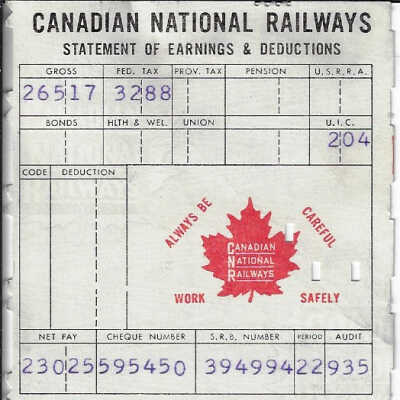 CANADIAN NATIONAL RAILWAYS
STATEMENT OF EARNINGS & DEDUCTIONS
GROSS FED. TAX PROV. TAX PENSION U.S.R.R.A.
26517 3288
BONDS HLTH & WEL. UNION U.I.C.
204
CODE DEDUCTION
ALWAYS BE CAREFUL
CANADIAN
NATIONAL
RAILWAYS
WORK SAFELY
NET PAY CHEQUE NUMBER S.R.B. NUMBER PERIOD AUDIT
23025 595450 394994 22 935